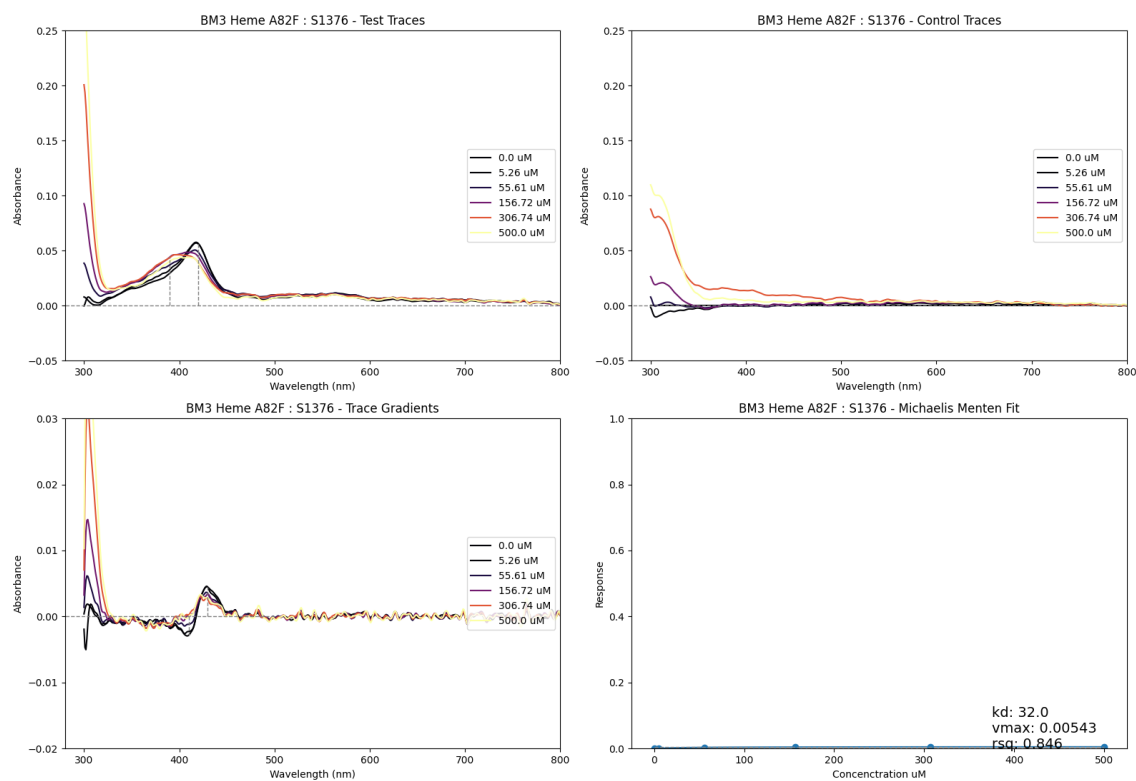 BM3 Heme A82F : S1376 - Test Traces
0.25
0.20
0.15
0.10
0.05
0.00
−0.05
Absorbance
300
400
500
600
700
800
Wavelength (nm)
0.0 uM
5.26 uM
55.61 uM
156.72 uM
306.74 uM
500.0 uM
BM3 Heme A82F : S1376 - Control Traces
0.25
0.20
0.15
0.10
0.05
0.00
−0.05
Absorbance
300
400
500
600
700
800
Wavelength (nm)
0.0 uM
5.26 uM
55.61 uM
156.72 uM
306.74 uM
500.0 uM
BM3 Heme A82F : S1376 - Trace Gradients
0.03
0.02
0.01
0.00
−0.01
−0.02
Absorbance
300
400
500
600
700
800
Wavelength (nm)
0.0 uM
5.26 uM
55.61 uM
156.72 uM
306.74 uM
500.0 uM
BM3 Heme A82F : S1376 - Michaelis Menten Fit
1.0
0.8
0.6
0.4
0.2
0.0
Response
0
100
200
300
400
500
Conctration uM
kd: 32.0
vmax: 0.00543
rsq: 0.846